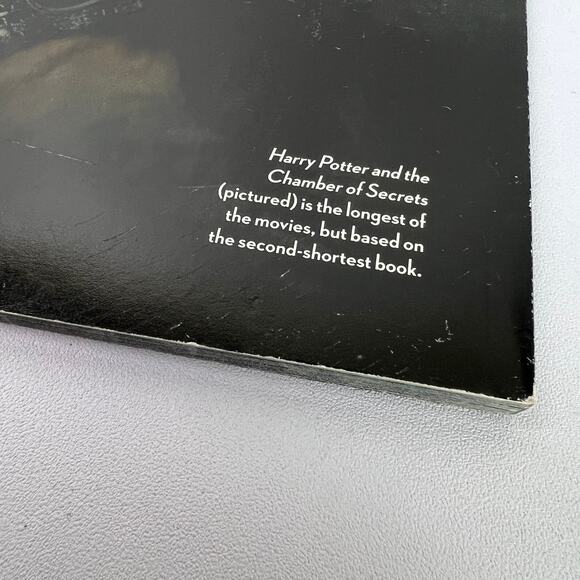 Harry Potter and the
Chamber of Secrets
(pictured) is the longest of
the movies, but based on
the second-shortest book.